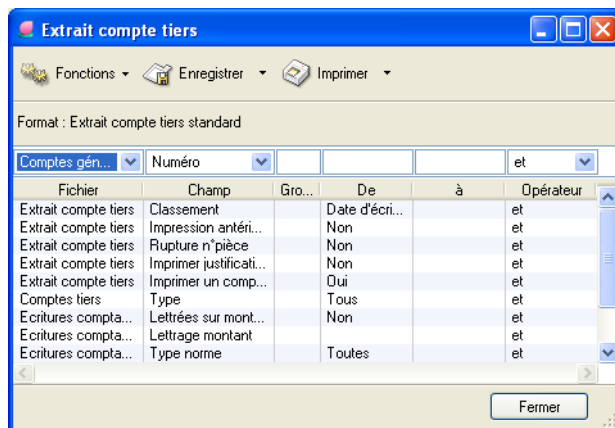 Extrait compte tiers
Fonctions Enregistrer Imprimer
Format : Extrait compte tiers standard
Comptes gén... Numéro et
Fichier Champ Gro... De à Opérateur
Extrait compte tiers Classement Date d'écri... et
Extrait compte tiers Impression antéri... Non et
Extrait compte tiers Rupture n°pièce Non et
Extrait compte tiers Imprimer justificati... Non et
Extrait compte tiers Imprimer un comp... Oui et
Comptes tiers Type Tous et
Ecritures compta... Lettrées sur mont... Non et
Ecritures compta... Lettrage montant et
Ecritures compta... Type norme Toutes et
Fermer